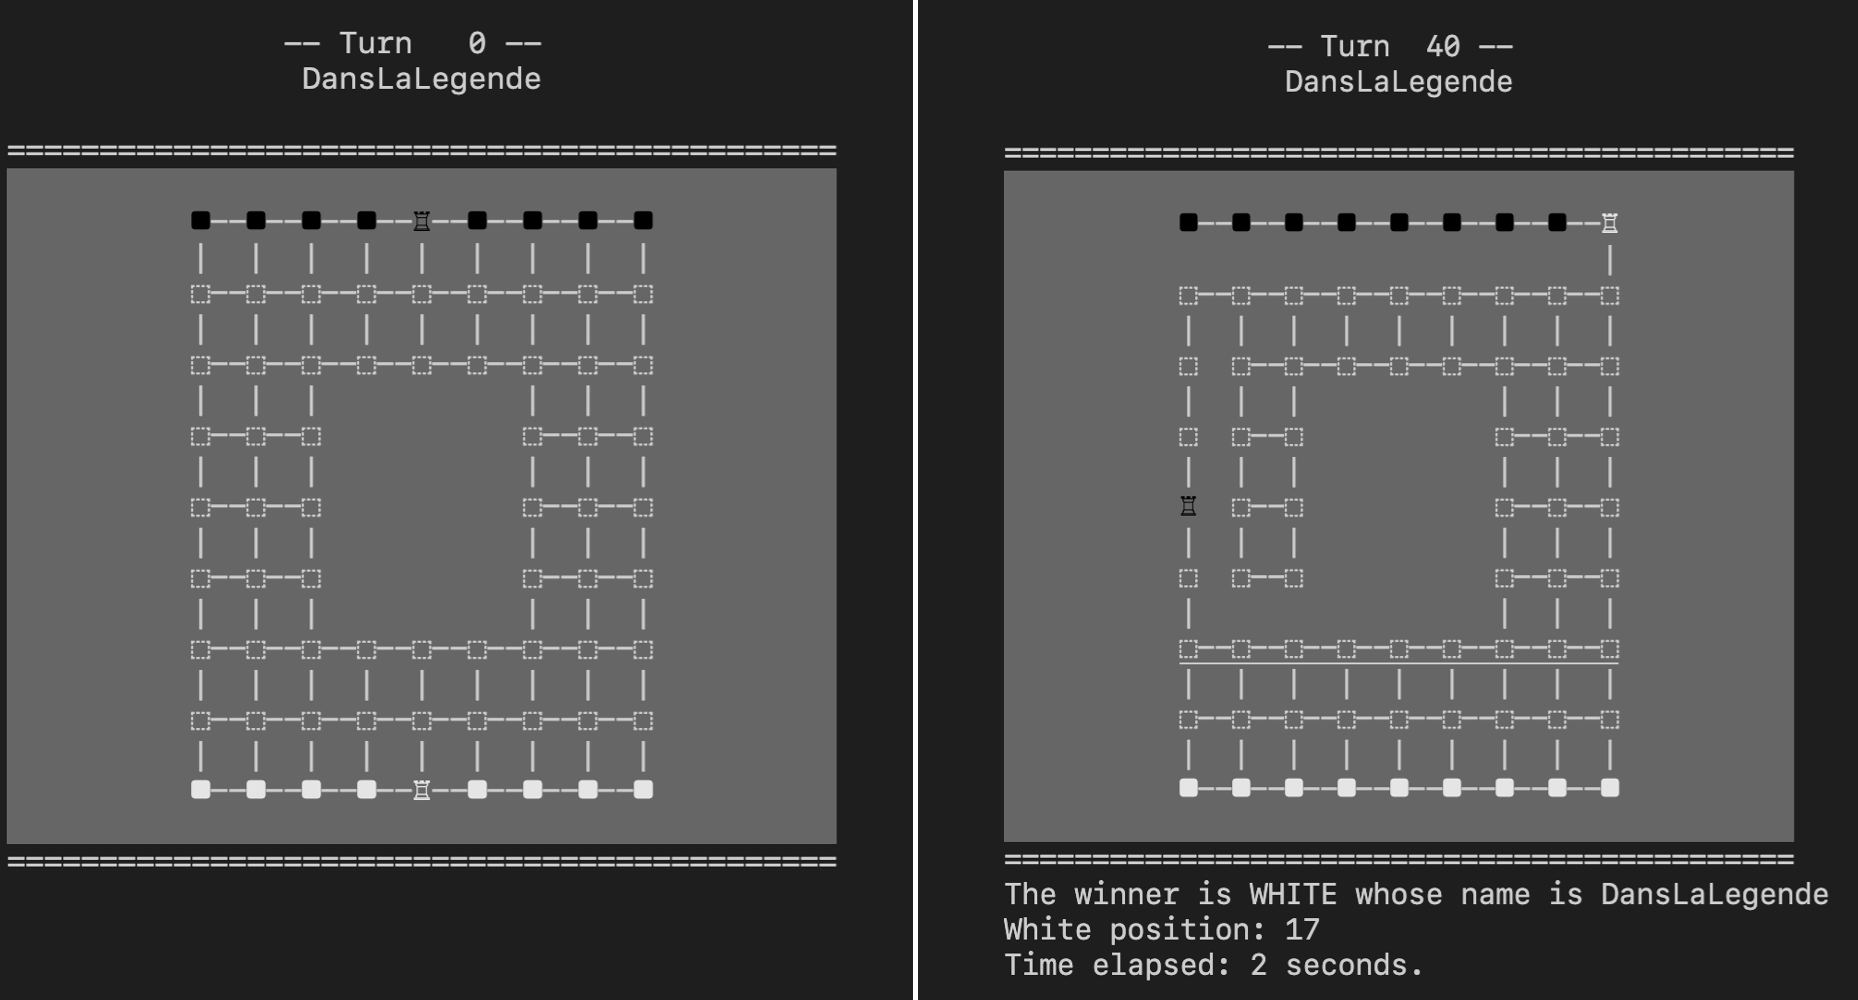 -- Turn   0 --
DansLaLegende
-- Turn  40 --
DansLaLegende
The winner is WHITE whose name is DansLaLegende
White position: 17
Time elapsed: 2 seconds.